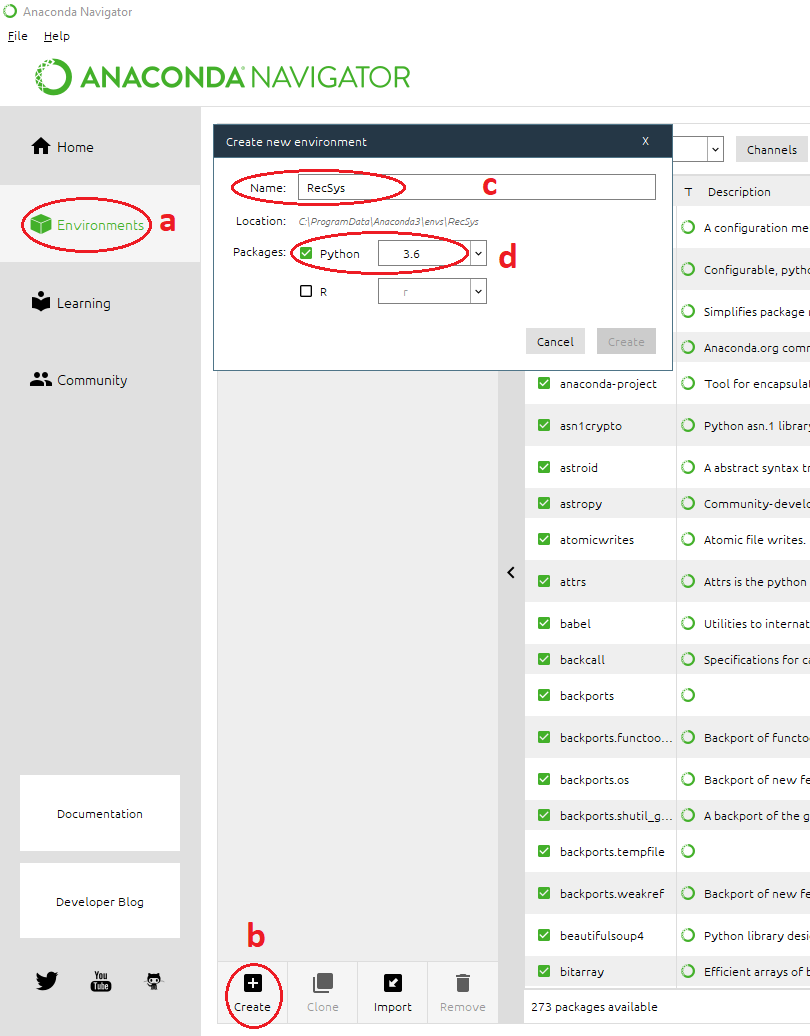 Anaconda Navigator
File Help
ANACONDA NAVIGATOR
Home
Environments a
Learning
Community
Documentation
Developer Blog
You
Tube
Create new environment X
Name: RecSys c
Location: C:\ProgramData\Anaconda3\envs\RecSys
Packages: Python 3.6 d
R r
Cancel Create
b
Create Clone Import Remove
Channels
T Description
A configuration me
Configurable, pytho
Simplifies package
Anaconda.org comm
anaconda-project Tool for encapsulat
asn1crypto Python asn.1 library
astroid A abstract syntax tr
astropy Community-develo
atomicwrites Atomic file writes.
attrs Attrs is the python
babel Utilities to internat
backcall Specifications for ca
backports
backports.functoo... Backport of functo
backports.os Backport of new fe
backports.shutil_g... A backport of the g
backports.tempfile
backports.weakref Backport of new fe
beautifulsoup4 Python library desi
bitarray Efficient arrays of b
273 packages available